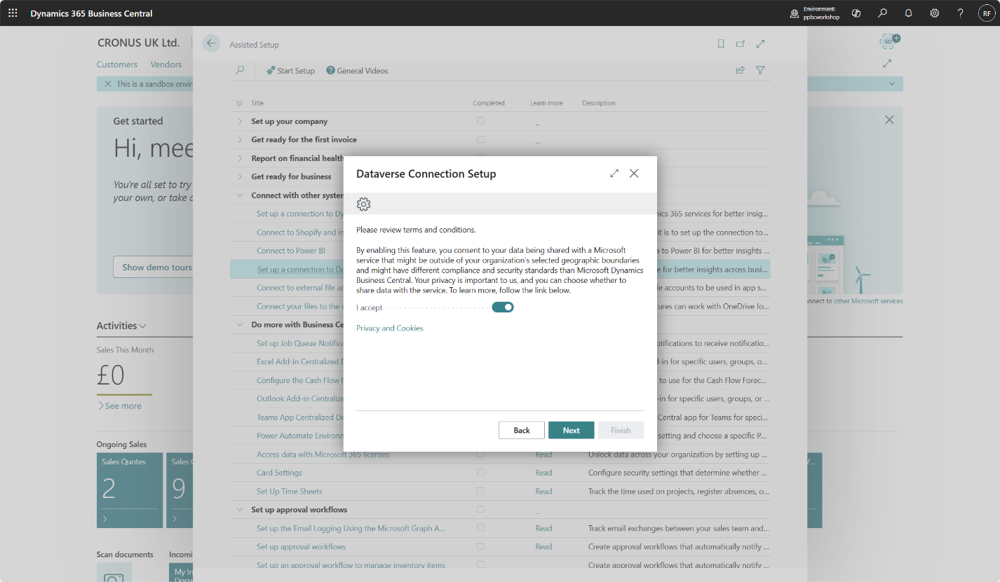 Dynamics 365 Business Central
Environment:
ppbcworkshop
RF
CRONUS UK Ltd.
Customers Vendors
This is a sandbox envir
Get started
Hi, mee
You're all set to try
your own, or take a
Show demo tours
Activities
Sales This Month
£0
See more
Ongoing Sales
Sales Quotes
2
Sales
9
Scan documents
Incomi
My In
Docu
Assisted Setup
Start Setup General Videos
Title Completed Learn more Description
Set up your company _
Get ready for the first invoice _
Report on financial health
Get ready for business
Connect with other system
Set up a connection to Dy
namics 365 services for better insig...
Connect to Shopify and in
it is to set up the connection to...
Connect to Power BI
a to Power BI for better insights ...
Set up a connection to Da
e for better insights across busi...
Connect to external file ac
le accounts to be used in app s...
Connect your files to the c
tures can work with OneDrive fo...
Do more with Business Ce
Set up Job Queue Notifica
otifications to receive notificatio...
Excel Add-in Centralized D
d-in for specific users, groups, o...
Configure the Cash Flow F
to use for the Cash Flow Forec...
Outlook Add-in Centralize
-in for specific users, groups, or ...
Teams App Centralized De
Central app for Teams for speci...
Power Automate Environm
setting and choose a specific P...
Access data with Microsoft 365 licenses Read Unlock data across your organization by setting up ...
Card Settings Read Configure security settings that determine whether ...
Set Up Time Sheets Read Track the time used on projects, register absences, o...
Set up approval workflows _
Set up the Email Logging Using the Microsoft Graph A... Read Track email exchanges between your sales team and...
Set up approval workflows Read Create approval workflows that automatically notify ...
Set up an approval workflow to manage inventory items Create approval workflows that automatically notify ...
Dataverse Connection Setup
Please review terms and conditions.
By enabling this feature, you consent to your data being shared with a Microsoft
service that might be outside of your organization's selected geographic boundaries
and might have different compliance and security standards than Microsoft Dynamics
Business Central. Your privacy is important to us, and you can choose whether to
share data with the service. To learn more, follow the link below.
I accept
Privacy and Cookies
Back Next Finish
SO
onnect to other Microsoft services